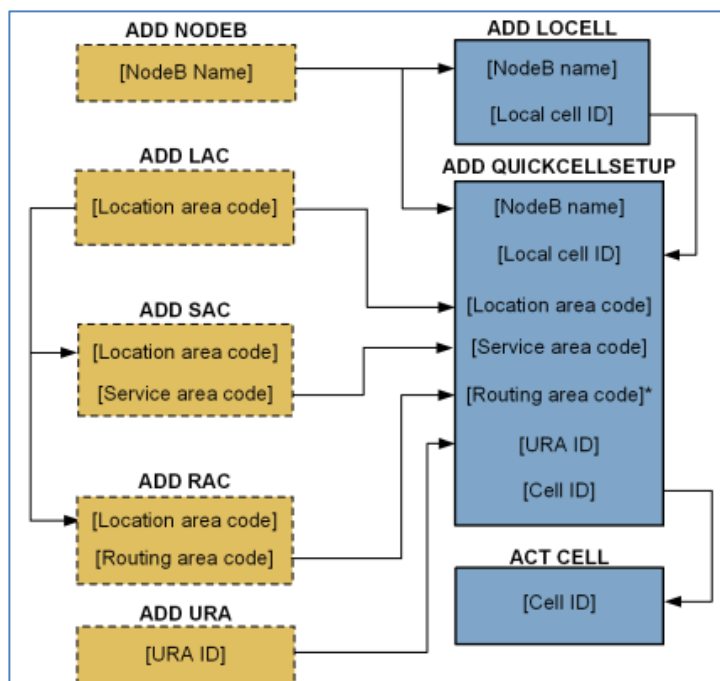 ADD NODEB
[NodeB Name]
ADD LAC
[Location area code]
ADD SAC
[Location area code]
[Service area code]
ADD RAC
[Location area code]
[Routing area code]
ADD URA
[URA ID]
ADD LOCELL
[NodeB name]
[Local cell ID]
ADD QUICKCELLSETUP
[NodeB name]
[Local cell ID]
[Location area code]
[Service area code]
[Routing area code]*
[URA ID]
[Cell ID]
ACT CELL
[Cell ID]